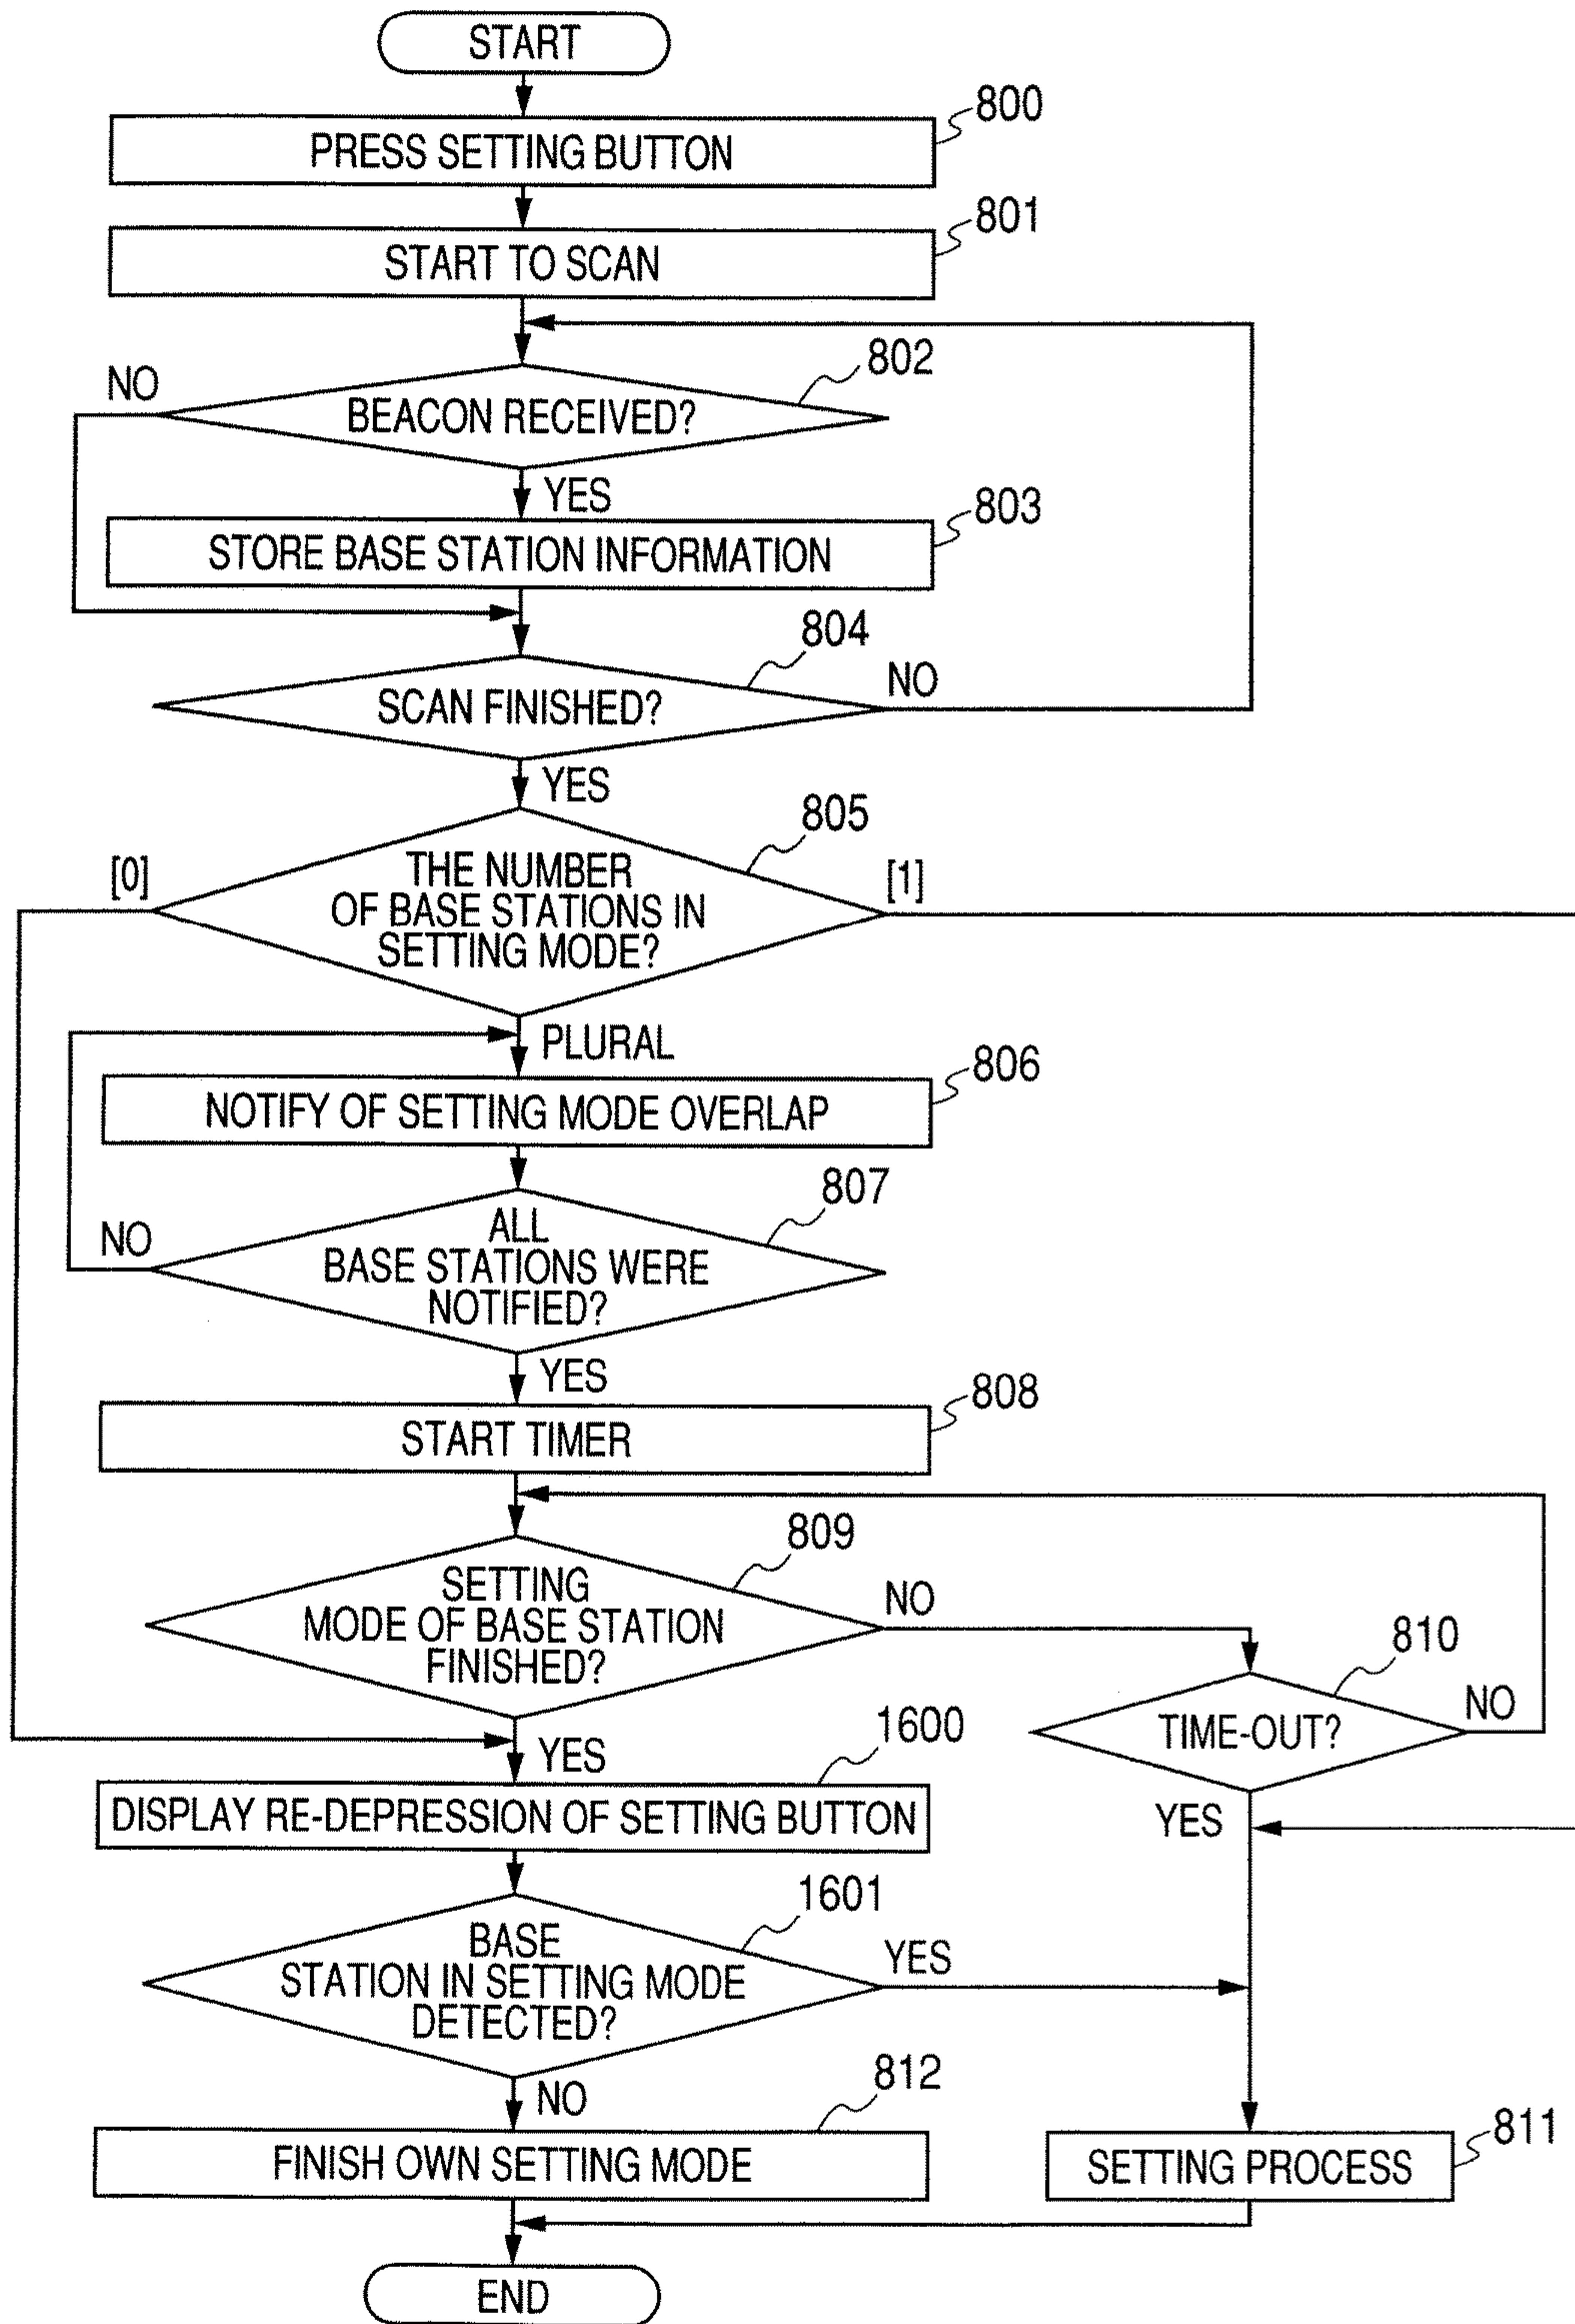 START
800
PRESS SETTING BUTTON
801
START TO SCAN
802
NO
BEACON RECEIVED?
YES
803
STORE BASE STATION INFORMATION
804
NO
SCAN FINISHED?
YES
805
[0]
[1]
THE NUMBER
OF BASE STATIONS IN
SETTING MODE?
PLURAL
806
NOTIFY OF SETTING MODE OVERLAP
807
ALL
NO
BASE STATIONS WERE
NOTIFIED?
YES
808
START TIMER
809
SETTING
NO
MODE OF BASE STATION
FINISHED?
810
NO
TIME-OUT?
1600
YES
YES
DISPLAY RE-DEPRESSION OF SETTING BUTTON
1601
BASE
YES
STATION IN SETTING MODE
DETECTED?
812
NO
811
FINISH OWN SETTING MODE
SETTING PROCESS
END